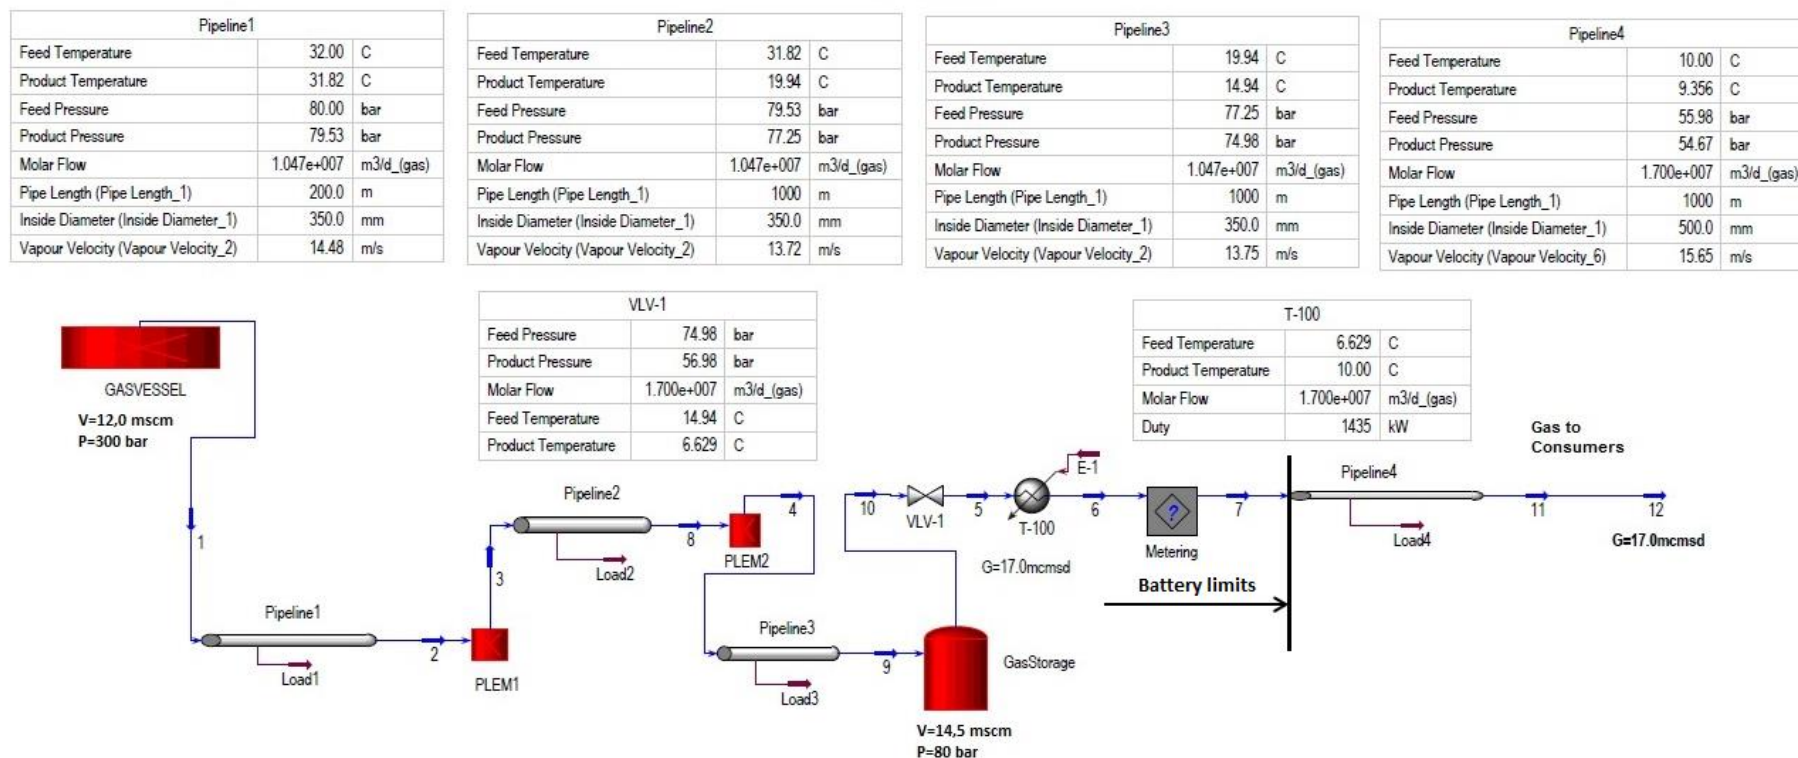 Pipeline1
Feed Temperature 32.00 C
Product Temperature 31.82 C
Feed Pressure 80.00 bar
Product Pressure 79.53 bar
Molar Flow 1.047e+007 m3/d_(gas)
Pipe Length (Pipe Length_1) 200.0 m
Inside Diameter (Inside Diameter_1) 350.0 mm
Vapour Velocity (Vapour Velocity_2) 14.48 m/s
Pipeline2
Feed Temperature 31.82 C
Product Temperature 19.94 C
Feed Pressure 79.53 bar
Product Pressure 77.25 bar
Molar Flow 1.047e+007 m3/d_(gas)
Pipe Length (Pipe Length_1) 1000 m
Inside Diameter (Inside Diameter_1) 350.0 mm
Vapour Velocity (Vapour Velocity_2) 13.72 m/s
Pipeline3
Feed Temperature 19.94 C
Product Temperature 14.94 C
Feed Pressure 77.25 bar
Product Pressure 74.98 bar
Molar Flow 1.047e+007 m3/d_(gas)
Pipe Length (Pipe Length_1) 1000 m
Inside Diameter (Inside Diameter_1) 350.0 mm
Vapour Velocity (Vapour Velocity_2) 13.75 m/s
Pipeline4
Feed Temperature 10.00 C
Product Temperature 9.356 C
Feed Pressure 55.98 bar
Product Pressure 54.67 bar
Molar Flow 1.700e+007 m3/d_(gas)
Pipe Length (Pipe Length_1) 1000 m
Inside Diameter (Inside Diameter_1) 500.0 mm
Vapour Velocity (Vapour Velocity_6) 15.65 m/s
VLV-1
Feed Pressure 74.98 bar
Product Pressure 56.98 bar
Molar Flow 1.700e+007 m3/d_(gas)
Feed Temperature 14.94 C
Product Temperature 6.629 C
T-100
Feed Temperature 6.629 C
Product Temperature 10.00 C
Molar Flow 1.700e+007 m3/d_(gas)
Duty 1435 kW
GASVESSEL
V=12,0 mscm
P=300 bar
1
Pipeline1
Load1
2
PLEM1
3
Pipeline2
Load2
8
PLEM2
4
Pipeline3
Load3
9
GasStorage
V=14,5 mscm
P=80 bar
10
VLV-1
5
E-1
T-100
6
G=17.0mcmsd
Metering
7
Battery limits
Pipeline4
Load4
Gas to
Consumers
11
12
G=17.0mcmsd
?